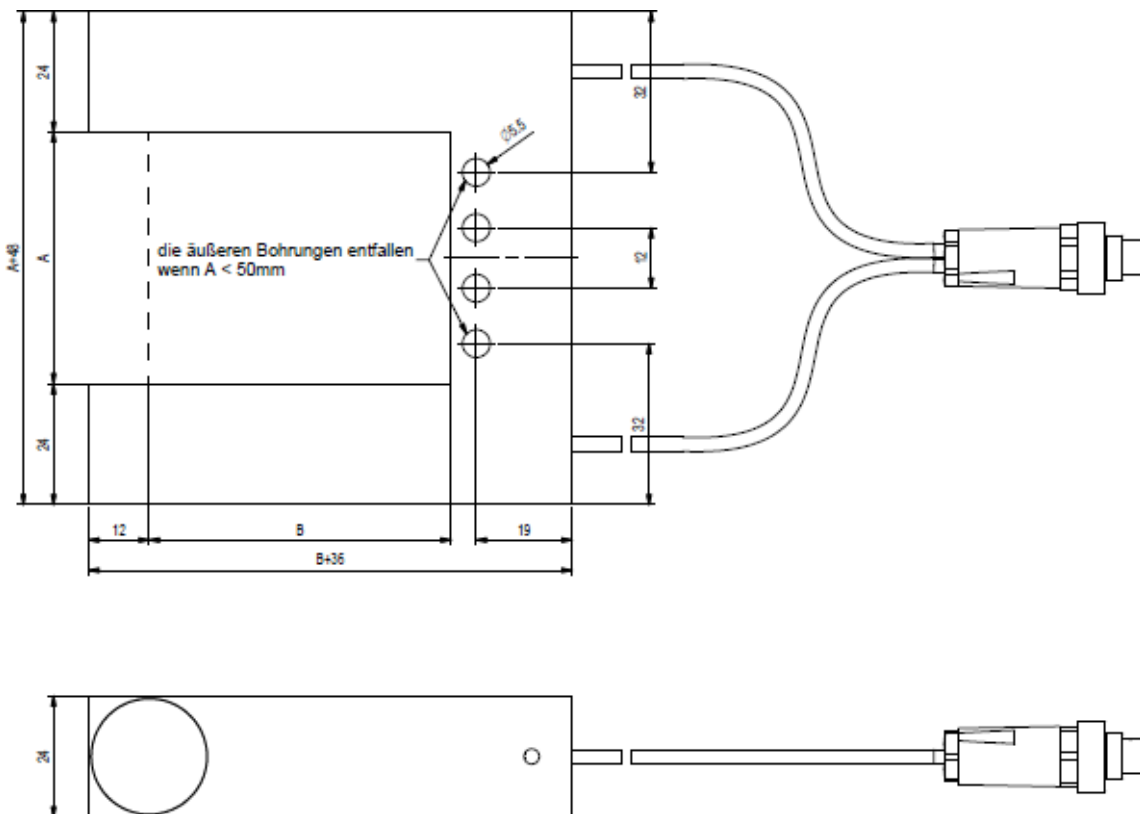 24
32
Ø5,5
A+48
A
die äußeren Bohrungen entfallen
wenn A < 50mm
12
24
32
12
B
19
B+36
24